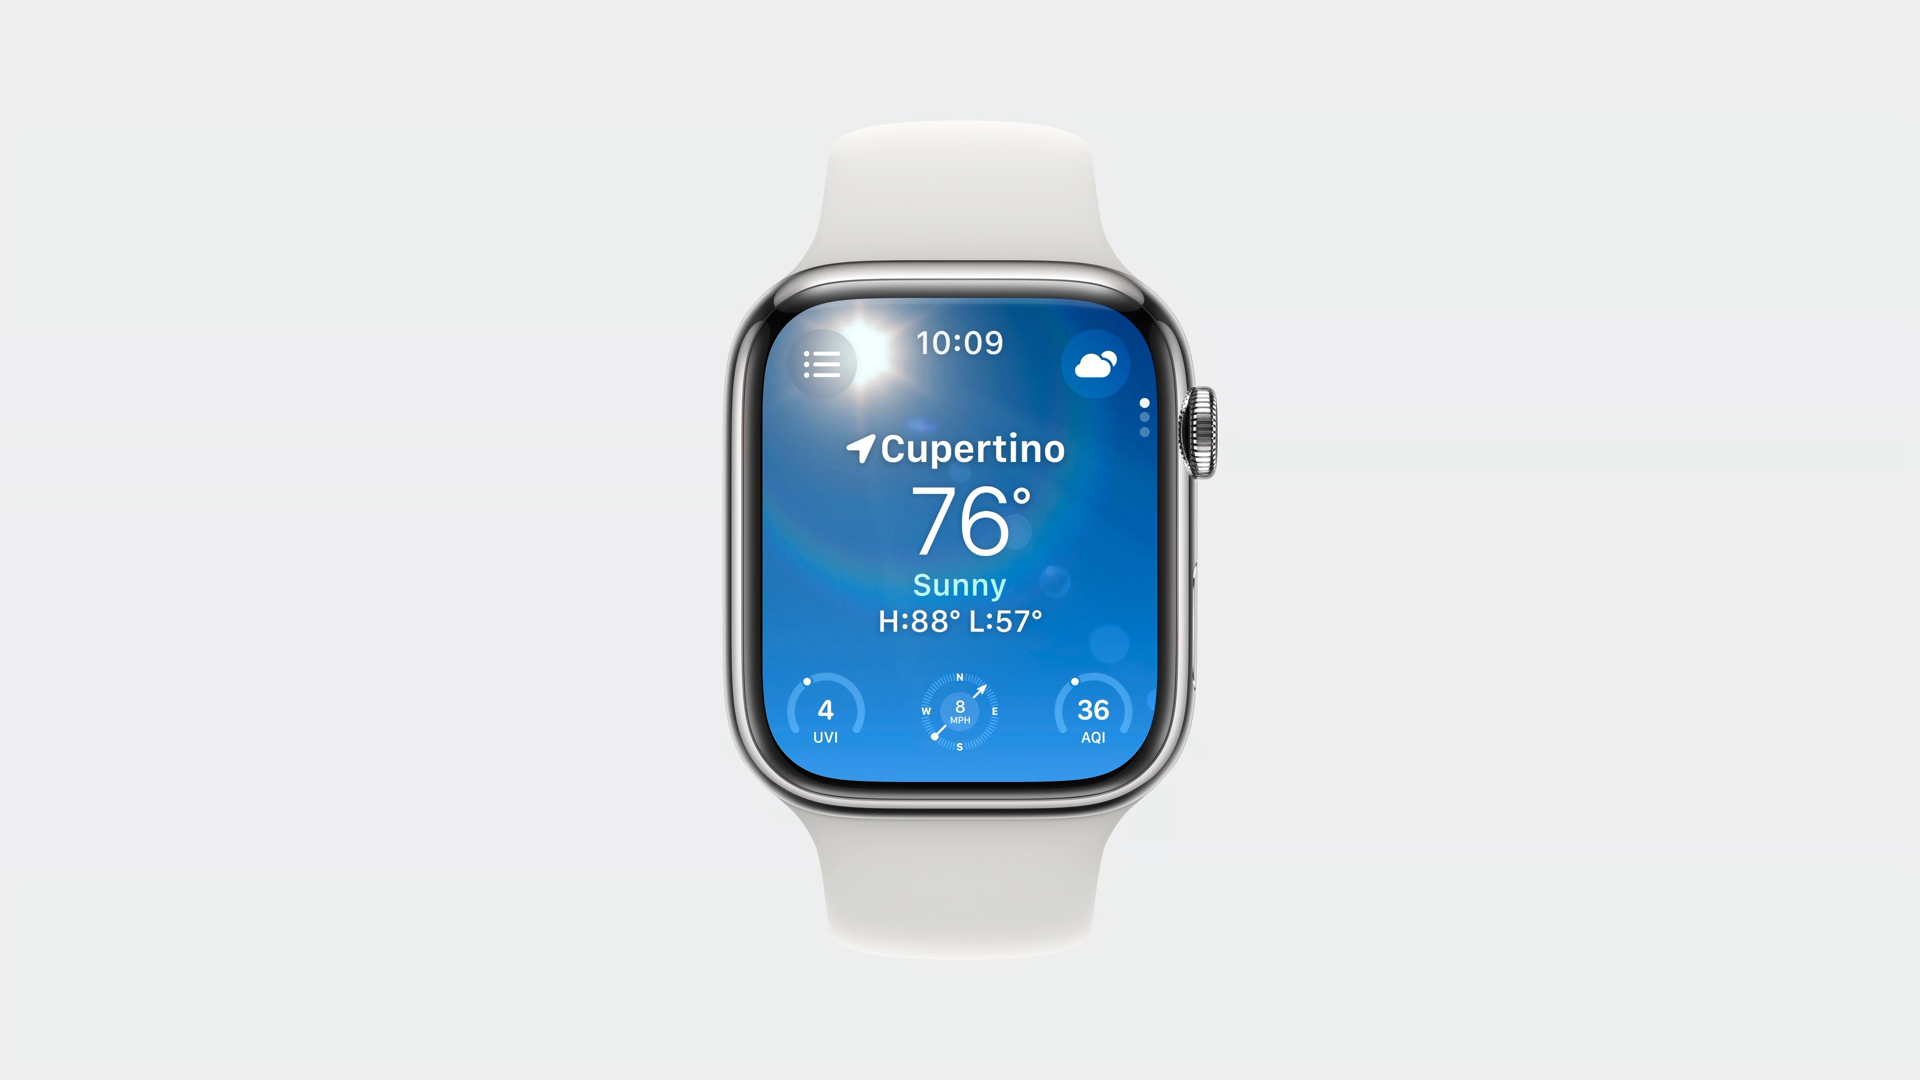 10:09
Cupertino
76°
Sunny
H:88° L:57°
4
UVI
N
W
8
MPH
E
S
36
AQI